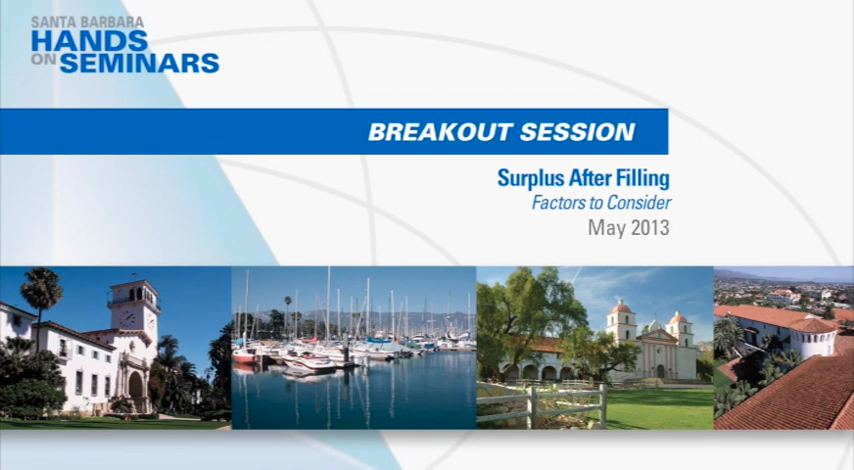 SANTA BARBARA
HANDS
ON SEMINARS
BREAKOUT SESSION
Surplus After Filling
Factors to Consider
May 2013